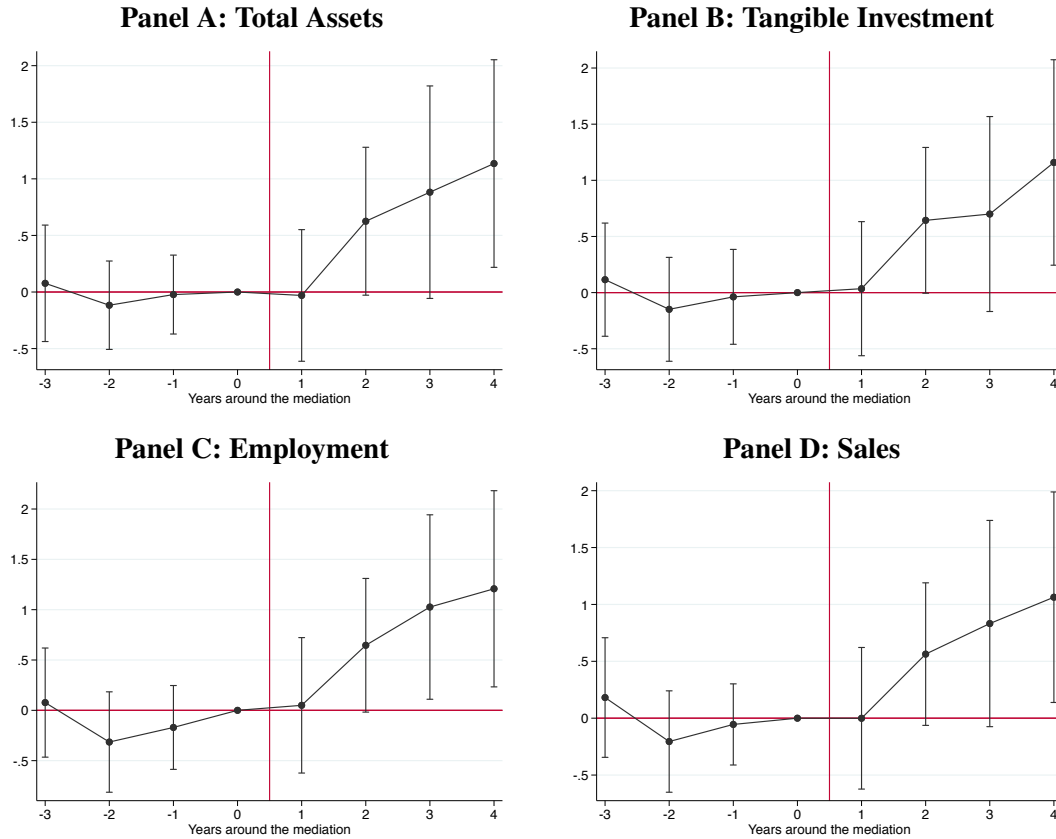 Panel A: Total Assets
2
1.5
1
.5
0
-.5
-3 -2 -1 0 1 2 3 4
Years around the mediation
Panel B: Tangible Investment
2
1.5
1
.5
0
-.5
-3 -2 -1 0 1 2 3 4
Years around the mediation
Panel C: Employment
2
1.5
1
.5
0
-.5
-3 -2 -1 0 1 2 3 4
Years around the mediation
Panel D: Sales
2
1.5
1
.5
0
-.5
-3 -2 -1 0 1 2 3 4
Years around the mediation